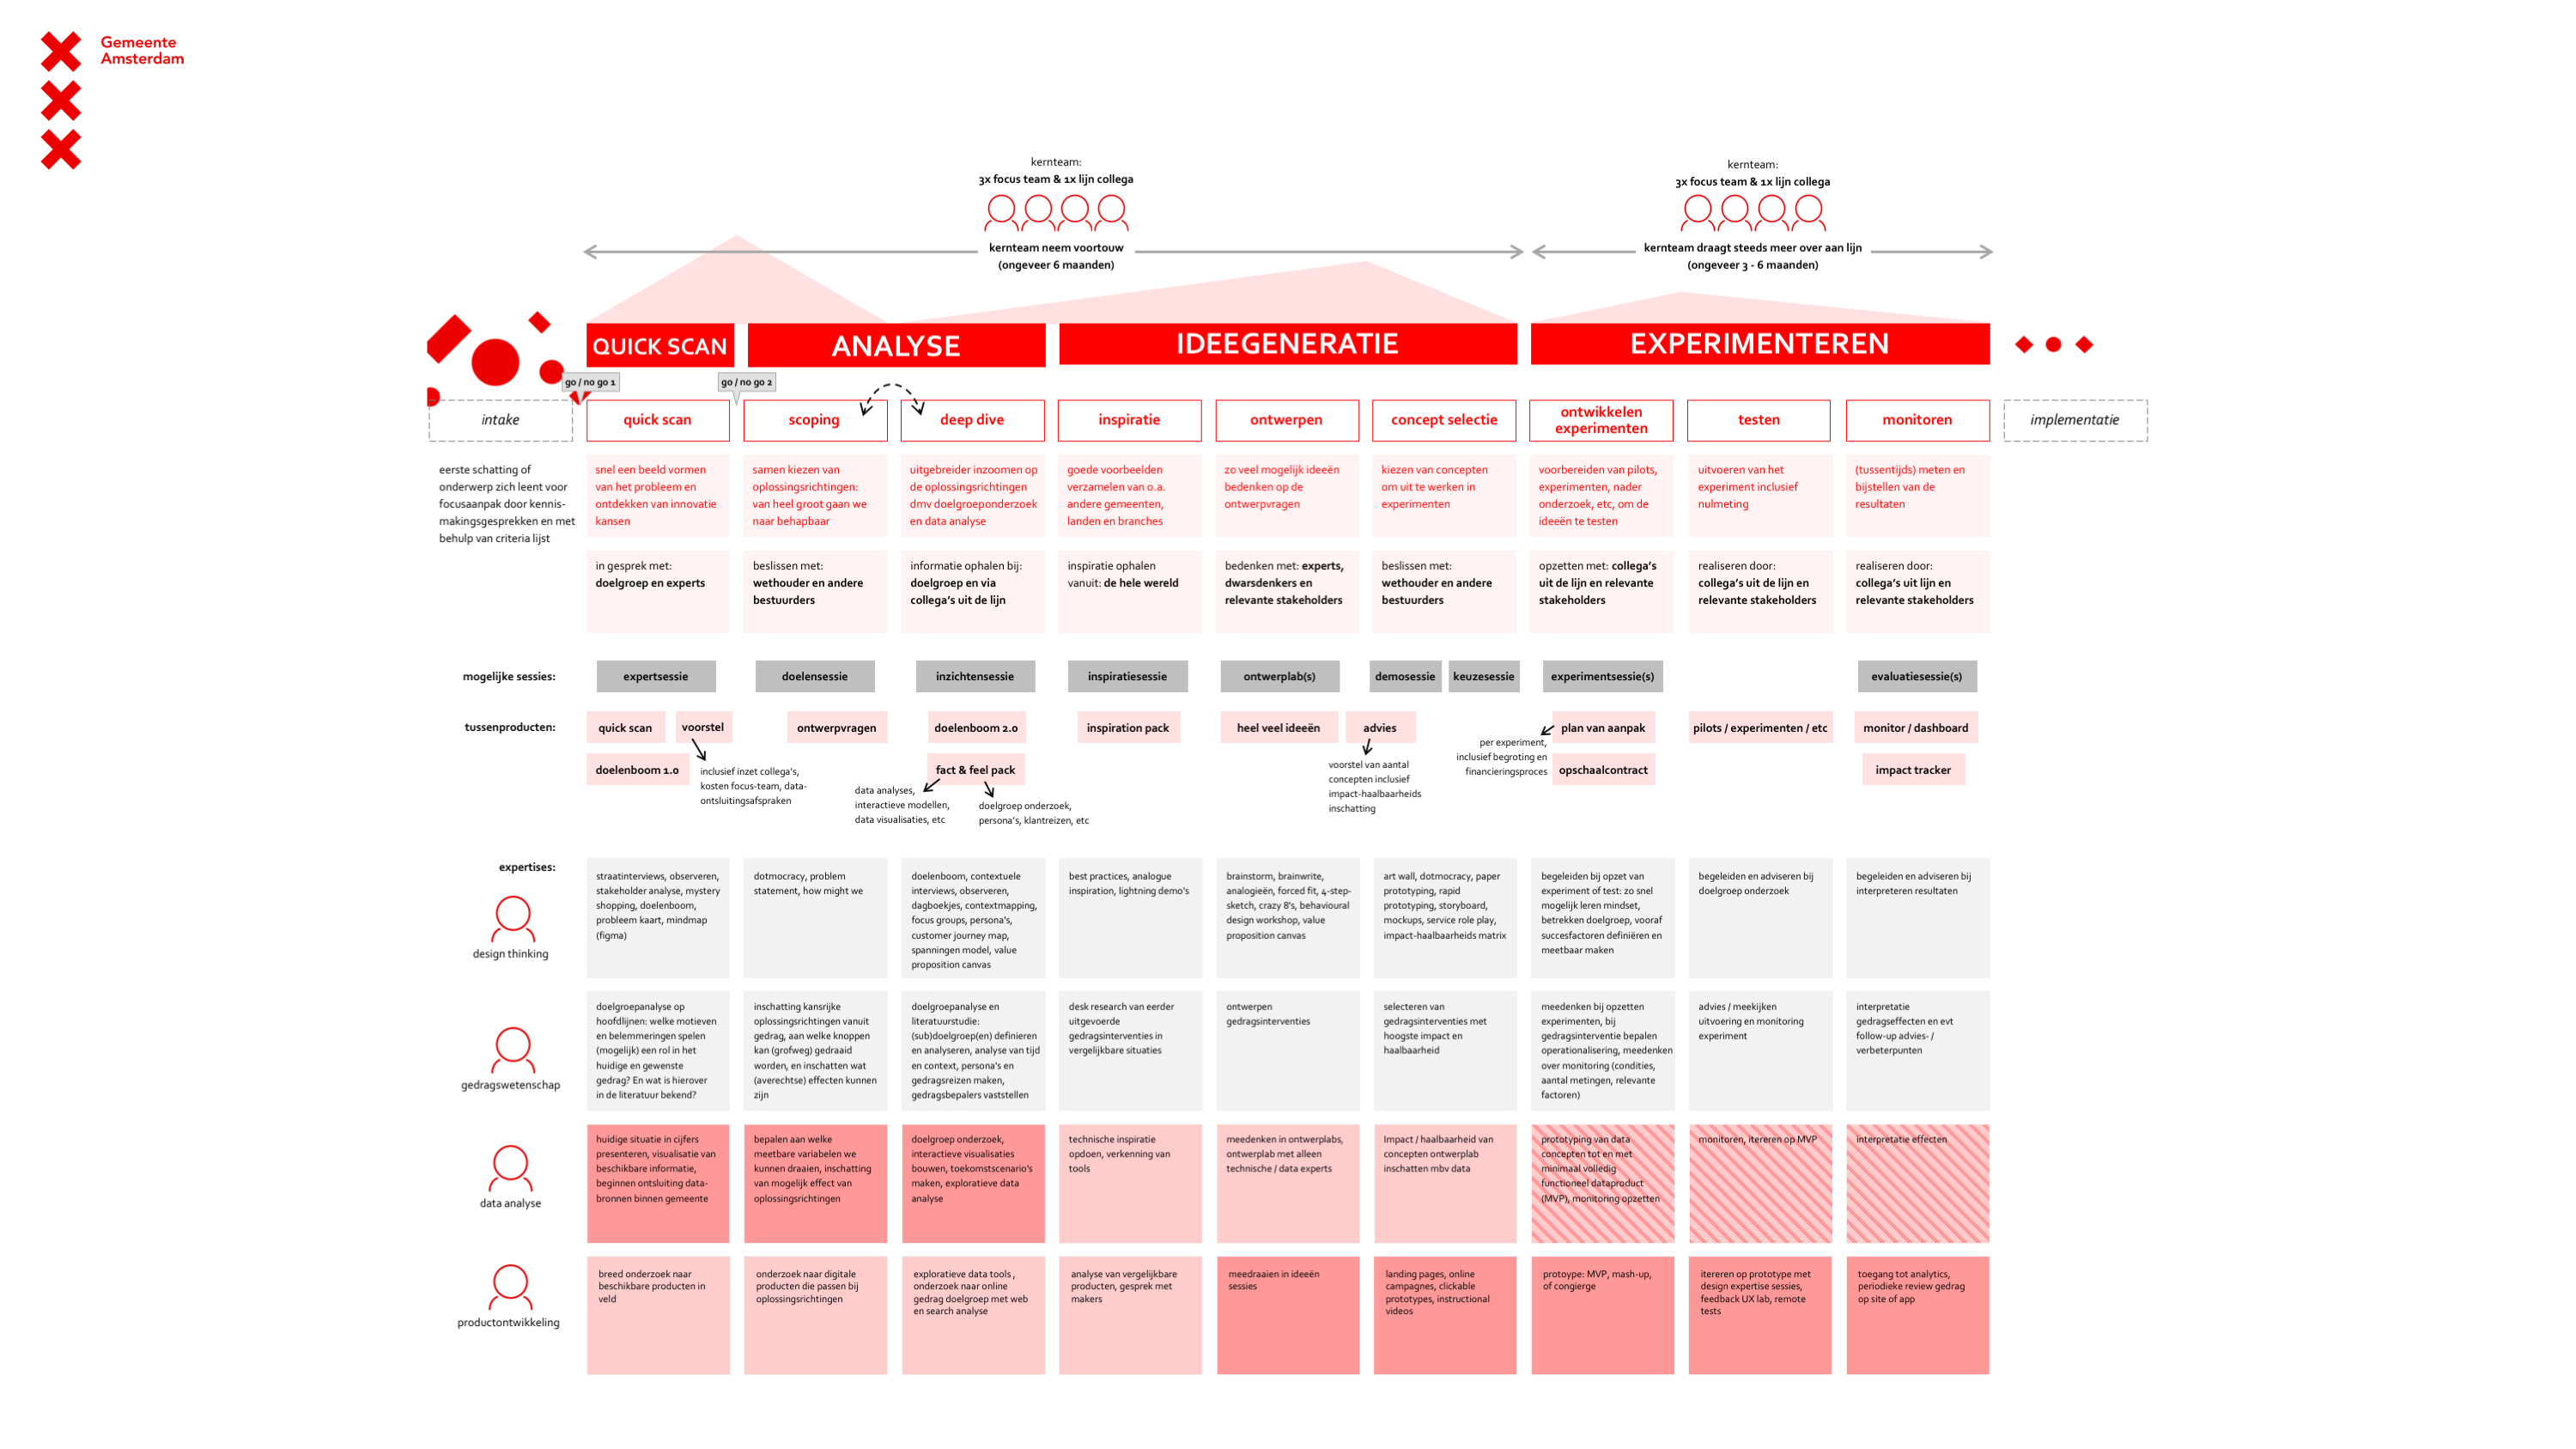 Gemeente
Amsterdam
kernteam:
3x focus team & 1x lijn collega
kernteam neem voortouw
(ongeveer 6 maanden)
kernteam:
3x focus team & 1x lijn collega
kernteam draagt steeds meer over aan lijn
(ongeveer 3 - 6 maanden)
QUICK SCAN
ANALYSE
IDEEGENERATIE
EXPERIMENTEREN
go / no go 1
go / no go 2
intake
quick scan
scoping
deep dive
inspiratie
ontwerpen
concept selectie
ontwikkelen
experimenten
testen
monitoren
implementatie
eerste schatting of
onderwerp zich leent voor
focusaanpak door kennis-
makingsgesprekken en met
behulp van criteria lijst
snel een beeld vormen
van het probleem en
ontdekken van innovatie
kansen
samen kiezen van
oplossingsrichtingen:
van heel groot gaan we
naar behapbaar
uitgebreider inzoomen op
de oplossingsrichtingen
dmv doelgroeponderzoek
en data analyse
goede voorbeelden
verzamelen van o.a.
andere gemeenten,
landen en branches
zo veel mogelijk ideeën
bedenken op de
ontwerpvragen
kiezen van concepten
om uit te werken in
experimenten
voorbereiden van pilots,
experimenten, nader
onderzoek, etc, om de
ideeën te testen
uitvoeren van het
experiment inclusief
nulmeting
(tussentijds) meten en
bijstellen van de
resultaten
in gesprek met:
doelgroep en experts
beslissen met:
wethouder en andere
bestuurders
informatie ophalen bij:
doelgroep en via
collega's uit de lijn
inspiratie ophalen
vanuit: de hele wereld
bedenken met: experts,
dwarsdenkers en
relevante stakeholders
beslissen met:
wethouder en andere
bestuurders
opzetten met: collega's
uit de lijn en relevante
stakeholders
realiseren door:
collega's uit de lijn en
relevante stakeholders
realiseren door:
collega's uit lijn en
relevante stakeholders
mogelijke sessies:
expertsessie
doelensessie
inzichtensessie
inspiratiesessie
ontwerplab(s)
demosessie
keuzesessie
experimentsessie(s)
evaluatiesessie(s)
tussenproducten:
quick scan
voorstel
ontwerpvragen
doelenboom 2.0
inspiration pack
heel veel ideeën
advies
plan van aanpak
pilots / experimenten / etc
monitor / dashboard
doelenboom 1.0
inclusief inzet collega's,
kosten focus-team, data-
ontsluitingsafspraken
fact & feel pack
data analyses,
interactieve modellen,
data visualisaties, etc
doelgroep onderzoek,
persona's, klantreizen, etc
voorstel van aantal
concepten inclusief
impact-haalbaarheids
inschatting
per experiment,
inclusief begroting en
financieringsproces
opschaalcontract
impact tracker
expertises:
design thinking
straatinterviews, observeren,
stakeholder analyse, mystery
shopping, doelenboom,
probleem kaart, mindmap
(figma)
dotmocracy, problem
statement, how might we
doelenboom, contextuele
interviews, observeren,
dagboekjes, contextmapping,
focus groups, persona's,
customer journey map,
spanningen model, value
proposition canvas
best practices, analogue
inspiration, lightning demo's
brainstorm, brainwrite,
analogieën, forced fit, 4-step-
sketch, crazy 8's, behavioural
design workshop, value
proposition canvas
art wall, dotmocracy, paper
prototyping, rapid
prototyping, storyboard,
mockups, service role play,
impact-haalbaarheids matrix
begeleiden bij opzet van
experiment of test: zo snel
mogelijk leren mindset,
betrekken doelgroep, vooraf
succesfactoren definiëren en
meetbaar maken
begeleiden en adviseren bij
doelgroep onderzoek
begeleiden en adviseren bij
interpreteren resultaten
gedragswetenschap
doelgroepanalyse op
hoofdlijnen: welke motieven
en belemmeringen spelen
(mogelijk) een rol in het
huidige en gewenste
gedrag? En wat is hierover
in de literatuur bekend?
inschatting kansrijke
oplossingsrichtingen vanuit
gedrag, aan welke knoppen
kan (grofweg) gedraaid
worden, en inschatten wat
(averechtse) effecten kunnen
zijn
doelgroepanalyse en
literatuurstudie:
(sub)doelgroep(en) definieren
en analyseren, analyse van tijd
en context, persona's en
gedragsreizen maken,
gedragsbepalers vaststellen
desk research van eerder
uitgevoerde
gedragsinterventies in
vergelijkbare situaties
ontwerpen
gedragsinterventies
selecteren van
gedragsinterventies met
hoogste impact en
haalbaarheid
meedenken bij opzetten
experimenten, bij
gedragsinterventie bepalen
operationalisering, meedenken
over monitoring (condities,
aantal metingen, relevante
factoren)
advies / meekijken
uitvoering en monitoring
experiment
interpretatie
gedragseffecten en evt
follow-up advies- /
verbeterpunten
data analyse
huidige situatie in cijfers
presenteren, visualisatie van
beschikbare informatie,
beginnen ontsluiting data-
bronnen binnen gemeente
bepalen aan welke
meetbare variabelen we
kunnen draaien, inschatting
van mogelijk effect van
oplossingsrichtingen
doelgroep onderzoek,
interactieve visualisaties
bouwen, toekomstscenario's
maken, exploratieve data
analyse
technische inspiratie
opdoen, verkenning van
tools
meedenken in ontwerplabs,
ontwerplab met alleen
technische / data experts
Impact / haalbaarheid van
concepten ontwerplab
inschatten mbv data
prototyping van data
concepten tot en met
minimaal volledig
functioneel dataproduct
(MVP), monitoring opzetten
monitoren, itereren op MVP
interpretatie effecten
productontwikkeling
breed onderzoek naar
beschikbare producten in
veld
onderzoek naar digitale
producten die passen bij
oplossingsrichtingen
exploratieve data tools ,
onderzoek naar online
gedrag doelgroep met web
en search analyse
analyse van vergelijkbare
producten, gesprek met
makers
meedraaien in ideeën
sessies
landing pages, online
campagnes, clickable
prototypes, instructional
videos
protoype: MVP, mash-up,
of congierge
itereren op prototype met
design expertise sessies,
feedback UX lab, remote
tests
toegang tot analytics,
periodieke review gedrag
op site of app